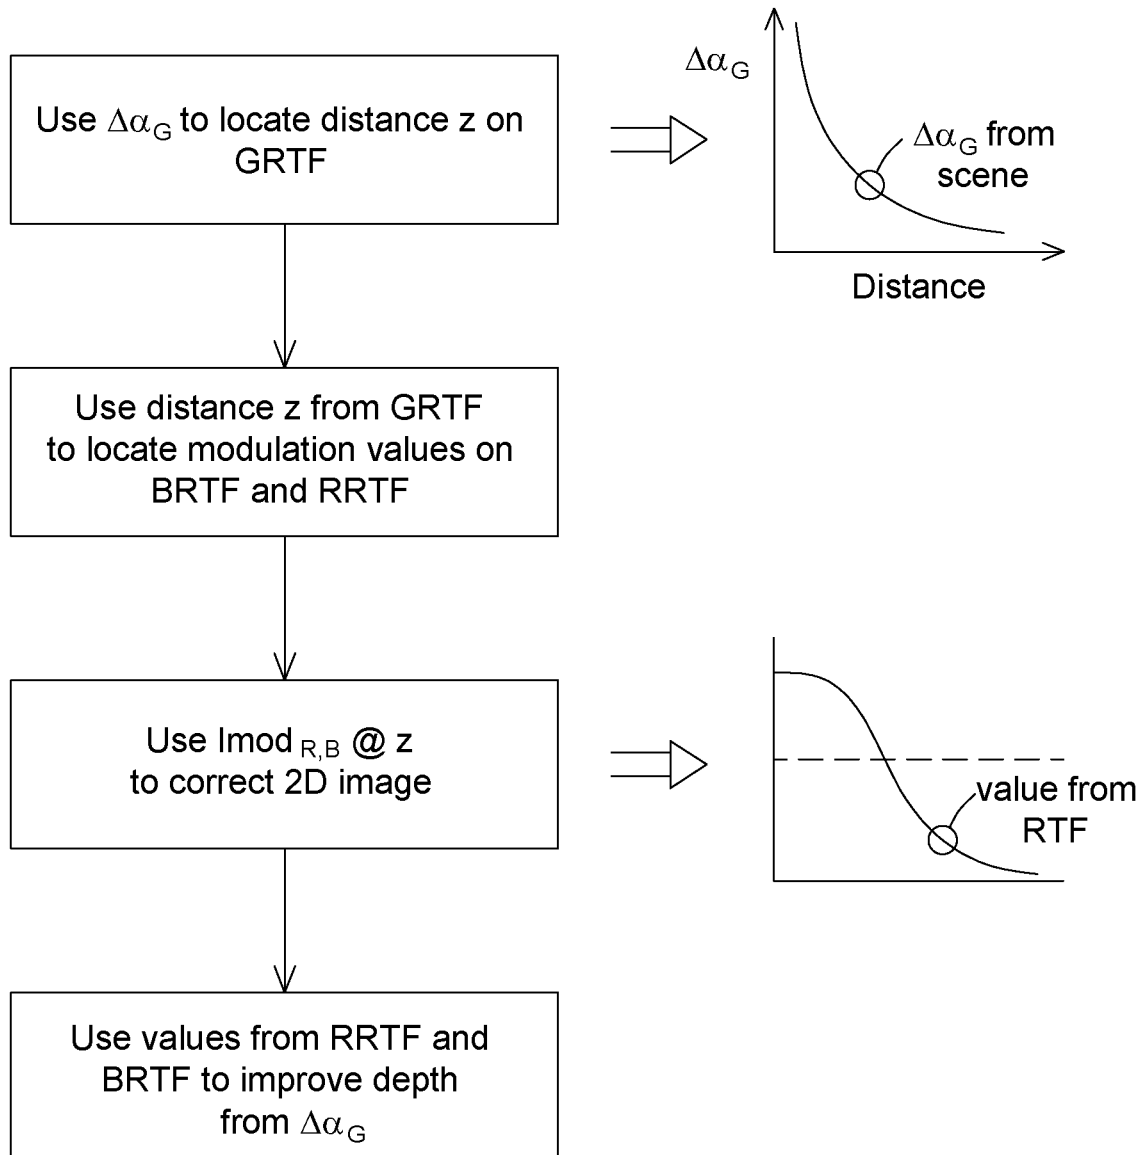 Use Δα_G to locate distance z on
GRTF
Δα_G
Δα_G from
scene
Distance
Use distance z from GRTF
to locate modulation values on
BRTF and RRTF
Use Imod_R,B @ z
to correct 2D image
value from
RTF
Use values from RRTF and
BRTF to improve depth
from Δα_G